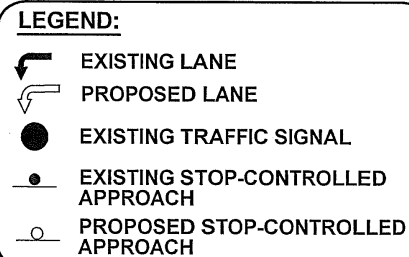 LEGEND:
EXISTING LANE
PROPOSED LANE
EXISTING TRAFFIC SIGNAL
EXISTING STOP-CONTROLLED
APPROACH
PROPOSED STOP-CONTROLLED
APPROACH